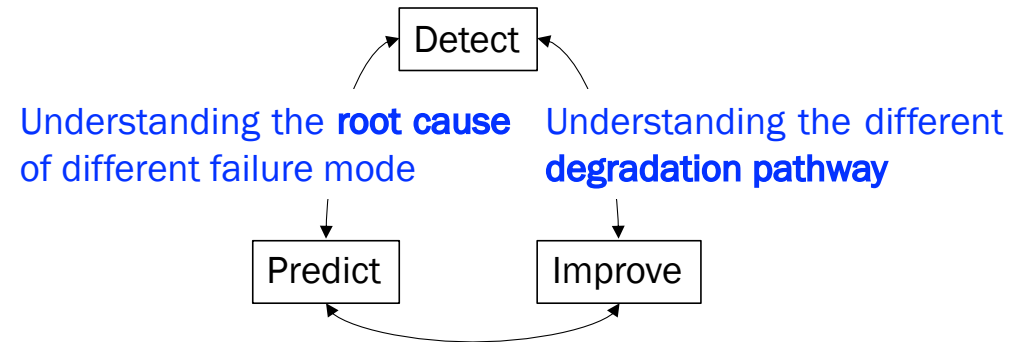 Detect
Understanding the root cause
of different failure mode
Understanding the different
degradation pathway
Predict
Improve